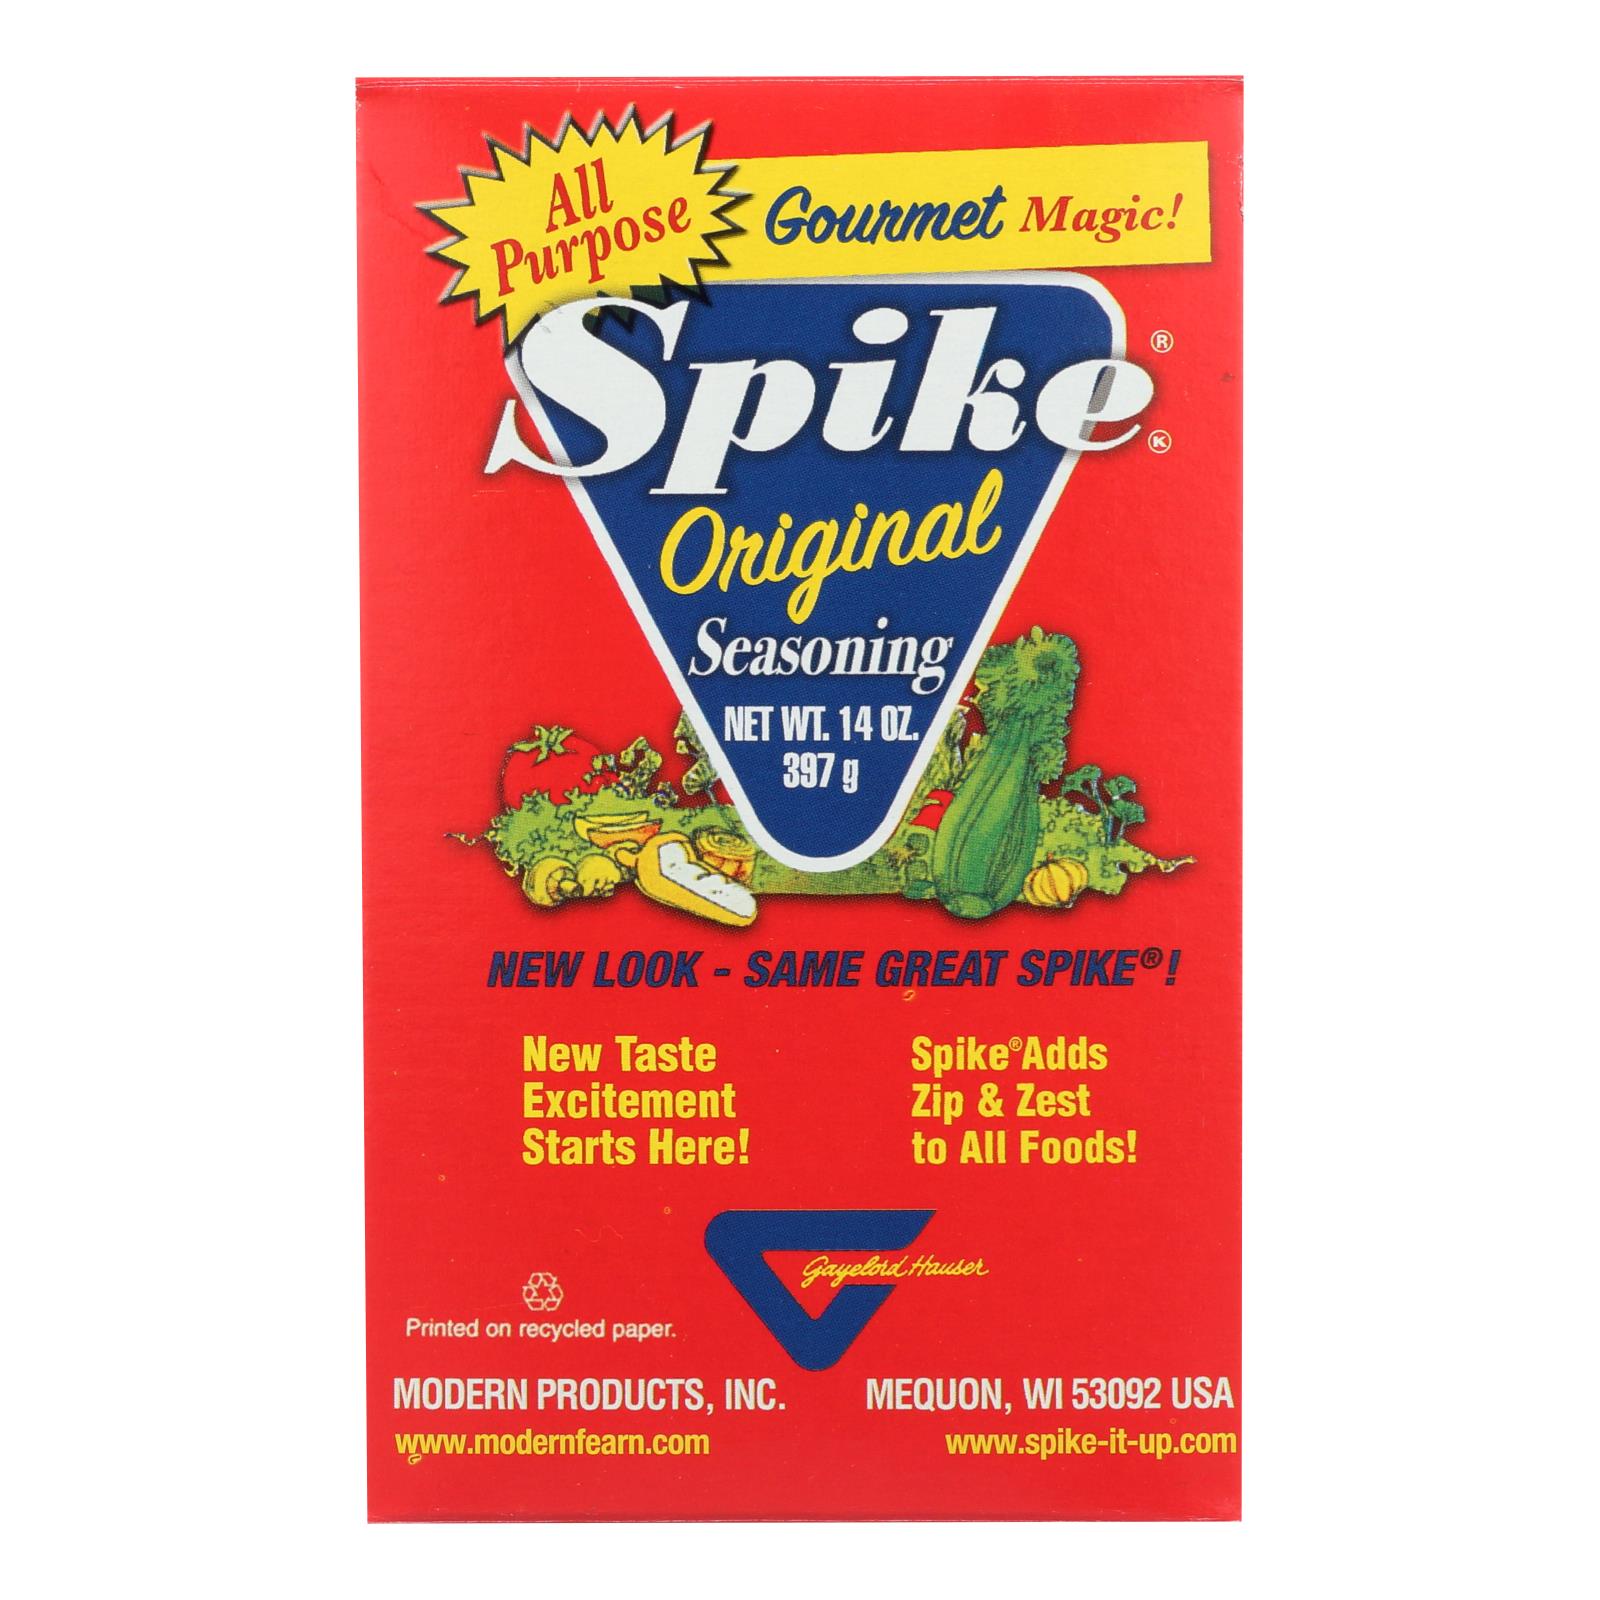 All
Purpose
Gourmet Magic!
Spike®
K
Original
Seasoning
NET WT. 14 OZ.
397 g
NEW LOOK - SAME GREAT SPIKE®!
New Taste
Excitement
Starts Here!
Spike® Adds
Zip & Zest
to All Foods!
Gayelord Hauser
Printed on recycled paper.
MODERN PRODUCTS, INC. MEQUON, WI 53092 USA
www.modernfearn.com www.spike-it-up.com